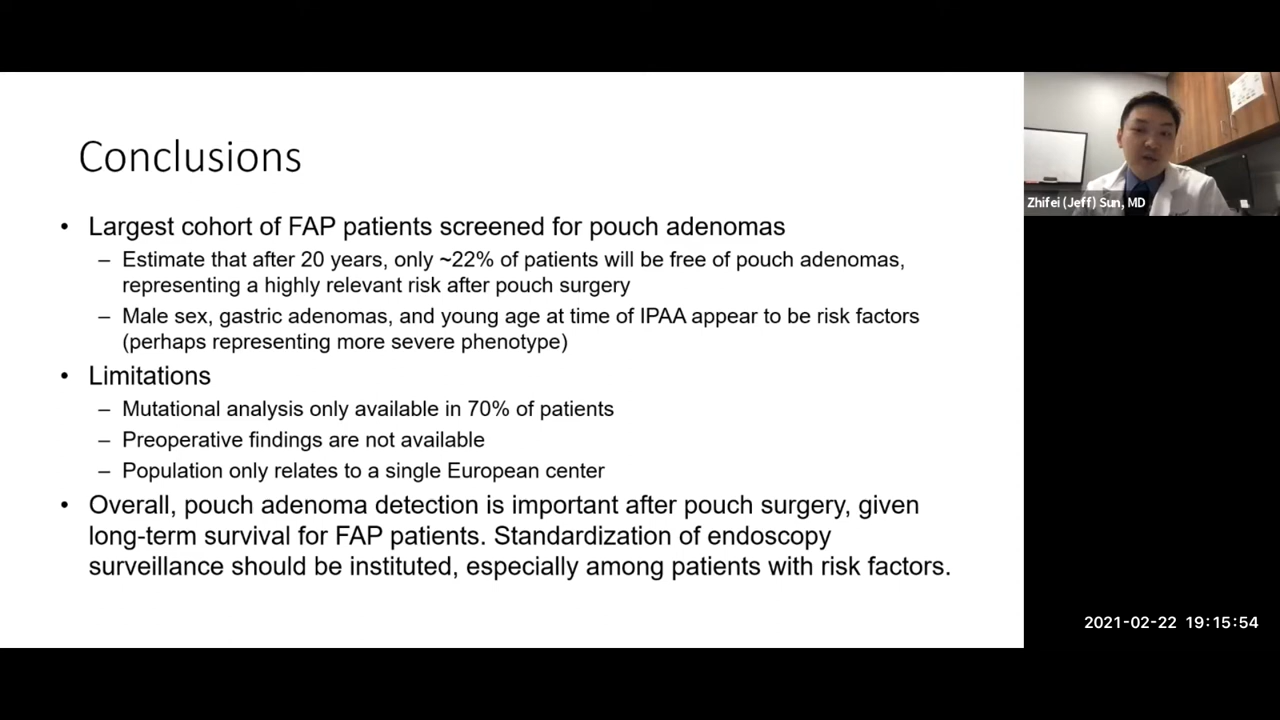 Conclusions
• Largest cohort of FAP patients screened for pouch adenomas
– Estimate that after 20 years, only ~22% of patients will be free of pouch adenomas,
representing a highly relevant risk after pouch surgery
– Male sex, gastric adenomas, and young age at time of IPAA appear to be risk factors
(perhaps representing more severe phenotype)
• Limitations
– Mutational analysis only available in 70% of patients
– Preoperative findings are not available
– Population only relates to a single European center
• Overall, pouch adenoma detection is important after pouch surgery, given
long-term survival for FAP patients. Standardization of endoscopy
surveillance should be instituted, especially among patients with risk factors.
Zhifei (Jeff) Sun, MD
2021-02-22 19:15:54